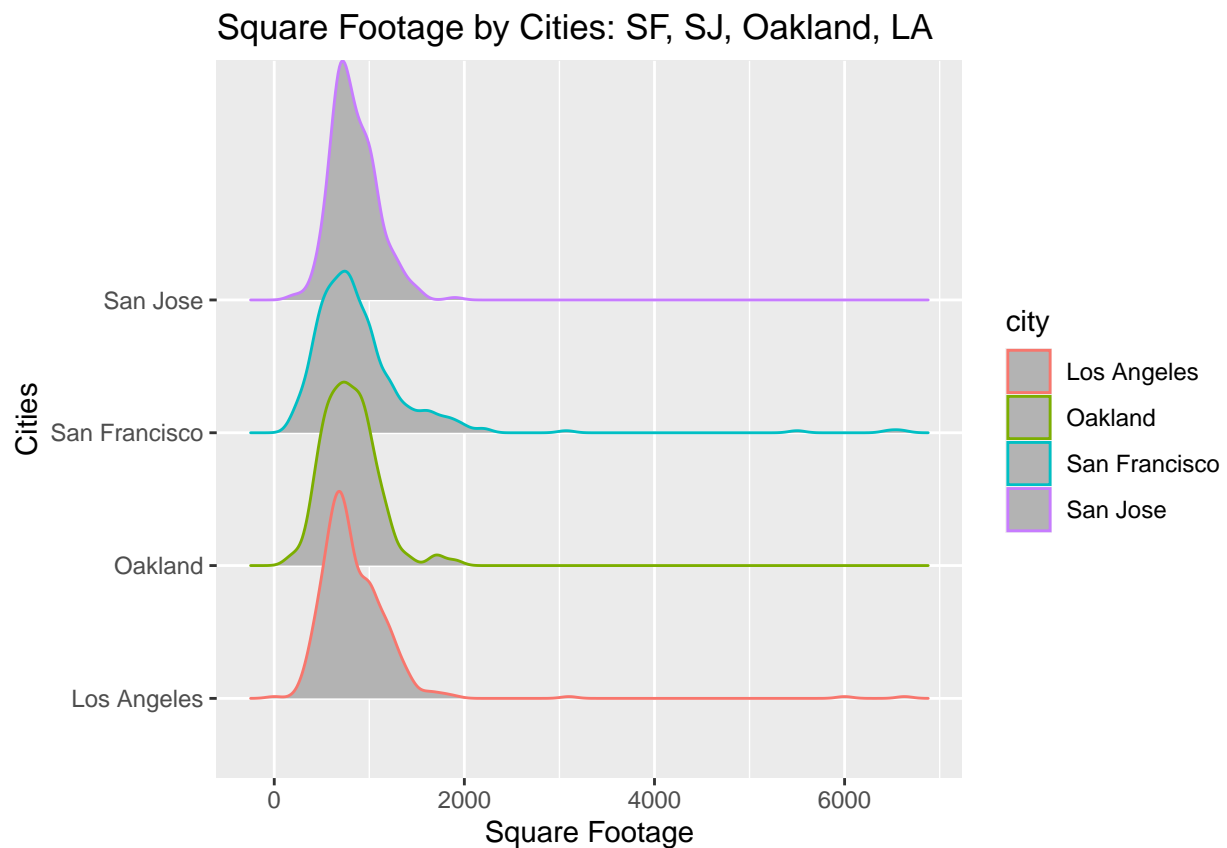 Square Footage by Cities: SF, SJ, Oakland, LA
San Jose
San Francisco
Oakland
Los Angeles
Cities
0
2000
4000
6000
Square Footage
city
Los Angeles
Oakland
San Francisco
San Jose